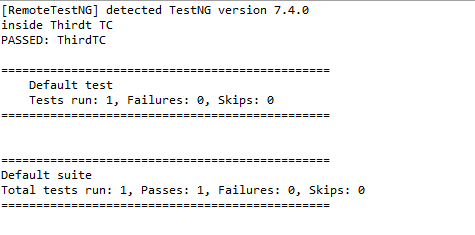 [RemoteTestNG] detected TestNG version 7.4.0
inside Thirdt TC
PASSED: ThirdTC
===============================================
Default test
Tests run: 1, Failures: 0, Skips: 0
===============================================
===============================================
Default suite
Total tests run: 1, Passes: 1, Failures: 0, Skips: 0
===============================================